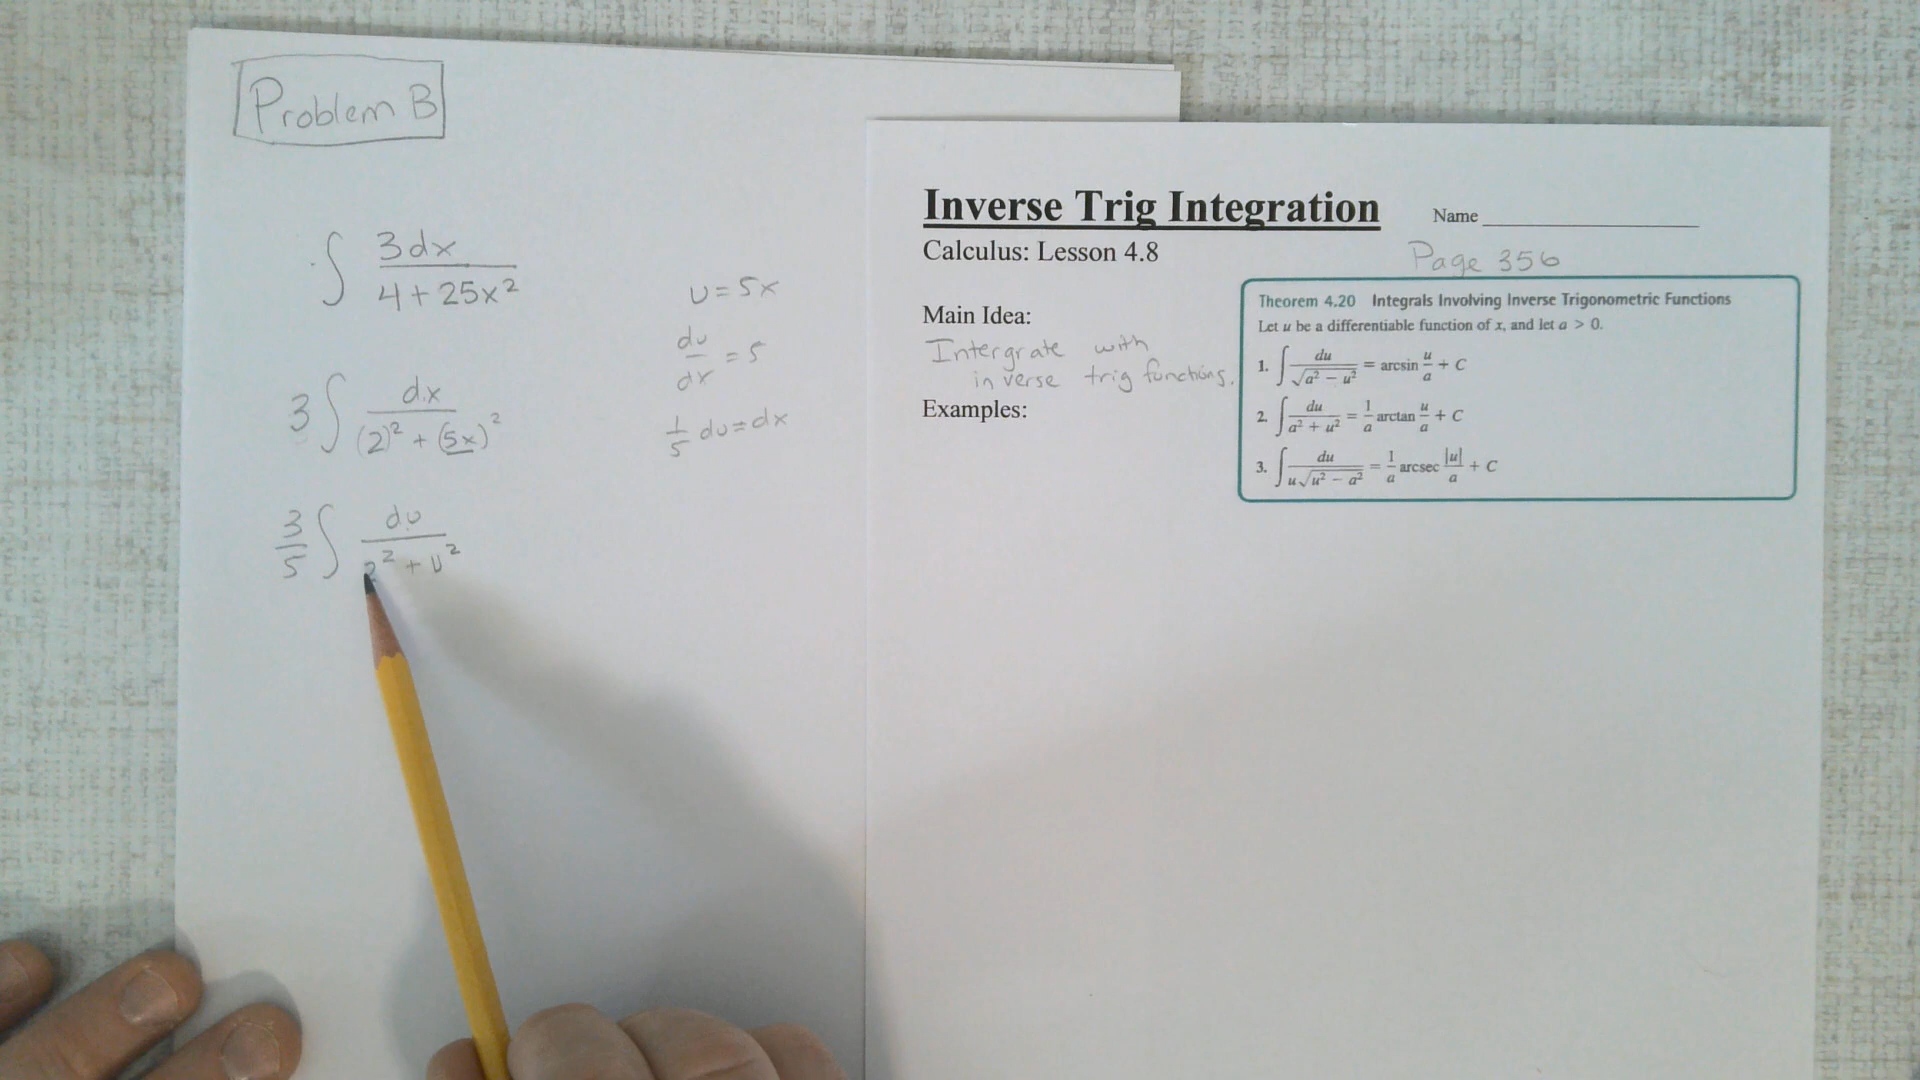 Problem B
∫ 3dx / 4 + 25x²
u = 5x
du/dx = 5
3 ∫ dx / (2)² + (5x)²
1/5 du = dx
3/5 ∫ du / 2² + u²
Inverse Trig Integration
Name ____________________
Calculus: Lesson 4.8
Page 356
Main Idea:
Intergrate with
inverse trig functions.
Examples:
Theorem 4.20 Integrals Involving Inverse Trigonometric Functions
Let u be a differentiable function of x, and let a > 0.
1. ∫ du / √(a² − u²) = arcsin u/a + C
2. ∫ du / a² + u² = 1/a arctan u/a + C
3. ∫ du / u√(u² − a²) = 1/a arcsec |u|/a + C